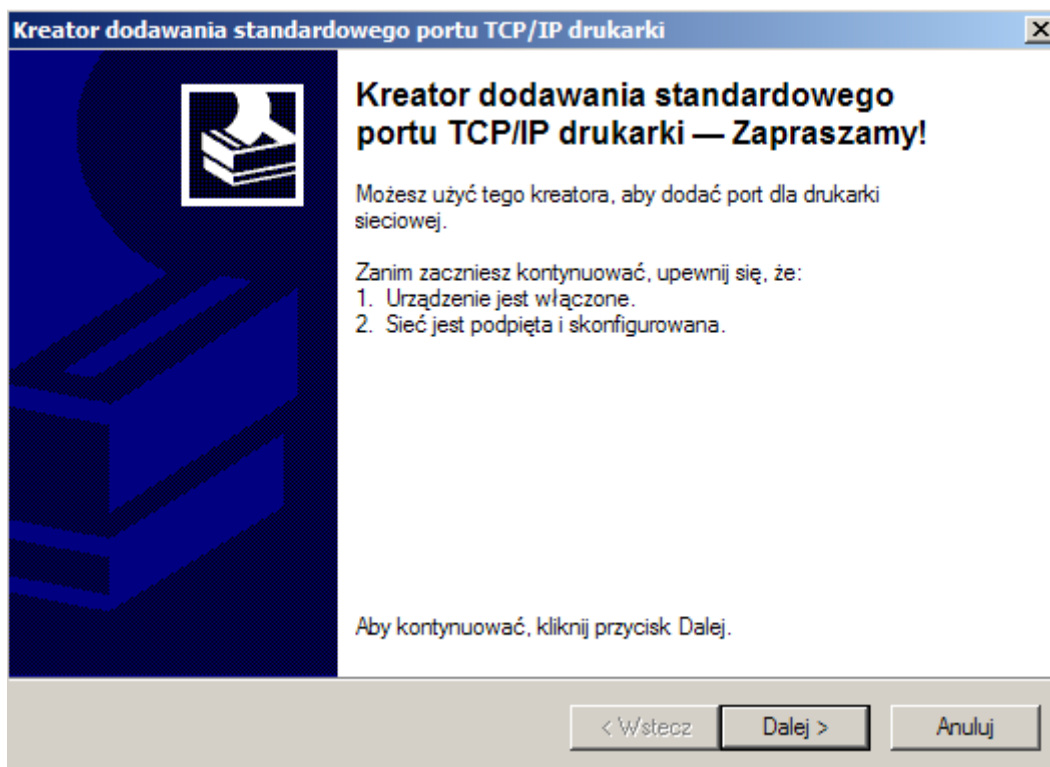 Kreator dodawania standardowego portu TCP/IP drukarki
Kreator dodawania standardowego
portu TCP/IP drukarki — Zapraszamy!
Możesz użyć tego kreatora, aby dodać port dla drukarki
sieciowej.
Zanim zaczniesz kontynuować, upewnij się, że:
1. Urządzenie jest włączone.
2. Sieć jest podpięta i skonfigurowana.
Aby kontynuować, kliknij przycisk Dalej.
< Wstecz
Dalej >
Anuluj